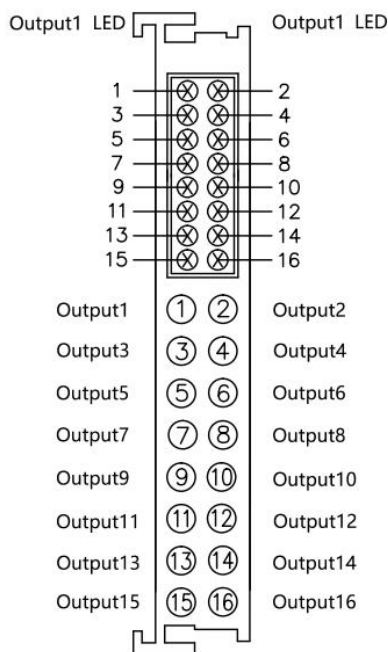 Output1 LED Output1 LED
1 2
3 4
5 6
7 8
9 10
11 12
13 14
15 16
Output1 1 2 Output2
Output3 3 4 Output4
Output5 5 6 Output6
Output7 7 8 Output8
Output9 9 10 Output10
Output11 11 12 Output12
Output13 13 14 Output14
Output15 15 16 Output16